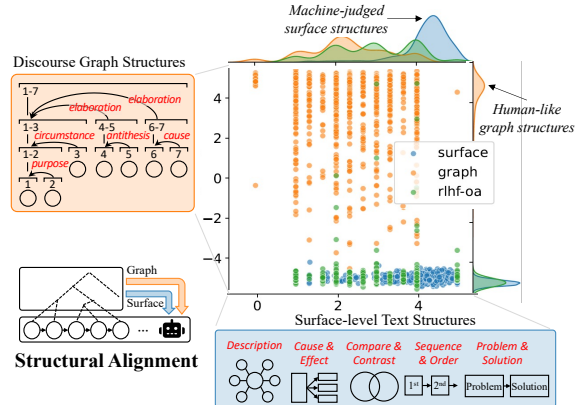 Machine-judged
surface structures
Discourse Graph Structures
1-7
elaboration
elaboration
1-3
4-5
6-7
circumstance
antithesis
cause
1-2
3
4
5
6
7
purpose
1
2
4
2
0
−2
−4
surface
graph
rlhf-oa
Human-like
graph structures
0
2
4
Surface-level Text Structures
Graph
Surface
...
Structural Alignment
Description
Cause &
Effect
Compare &
Contrast
Sequence
& Order
Problem &
Solution
1st
2nd
Problem
Solution